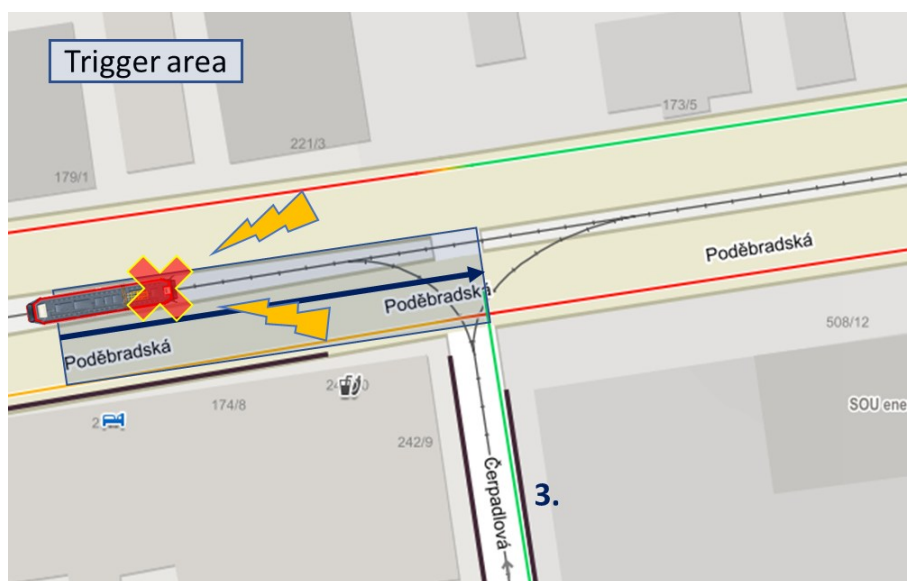 Trigger area
173/5
221/3
179/1
Poděbradská
Poděbradská
Poděbradská
508/12
174/8
242/9
SOU ene
Čerpadlová
3.